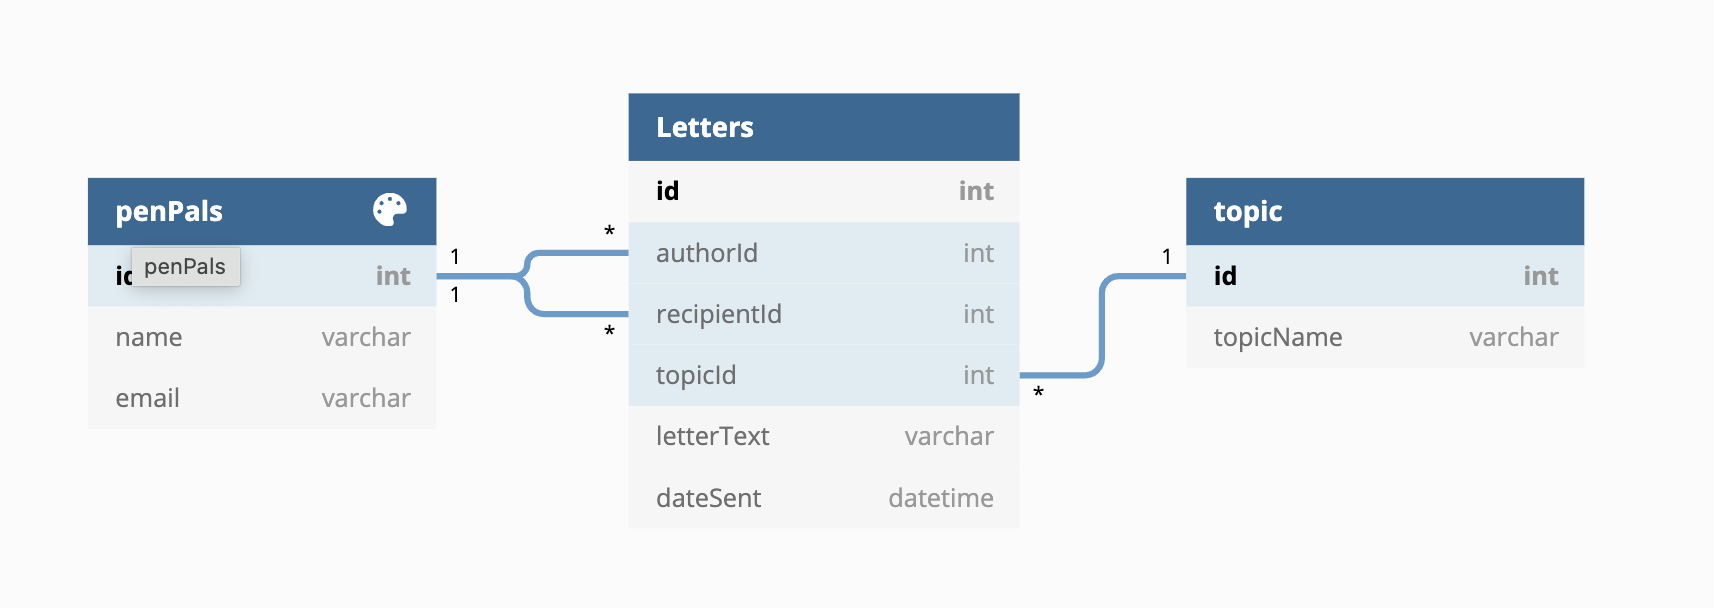 penPals
id int
penPals
name varchar
email varchar
1
1
*
*
Letters
id int
authorId int
recipientId int
topicId int
letterText varchar
dateSent datetime
*
1
topic
id int
topicName varchar